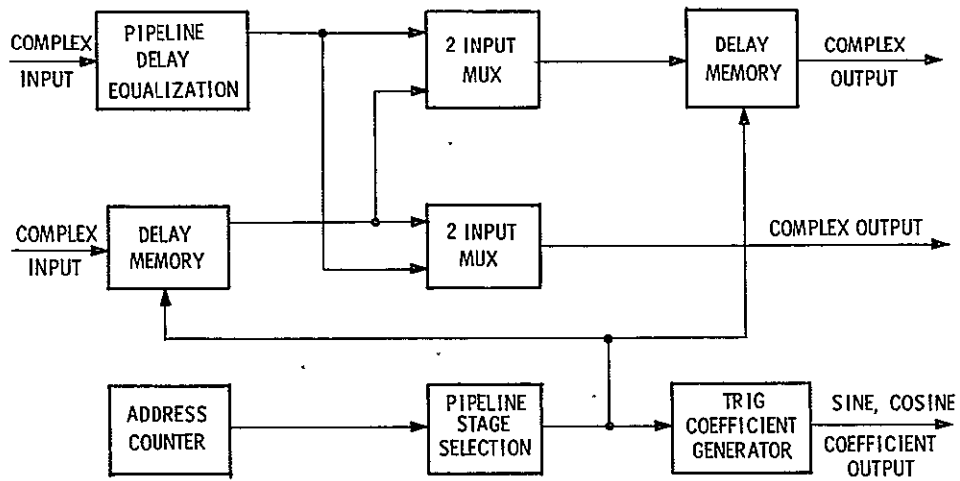 COMPLEX
INPUT
PIPELINE
DELAY
EQUALIZATION
2 INPUT
MUX
DELAY
MEMORY
COMPLEX
OUTPUT
COMPLEX
INPUT
DELAY
MEMORY
2 INPUT
MUX
COMPLEX OUTPUT
ADDRESS
COUNTER
PIPELINE
STAGE
SELECTION
TRIG
COEFFICIENT
GENERATOR
SINE, COSINE
COEFFICIENT
OUTPUT